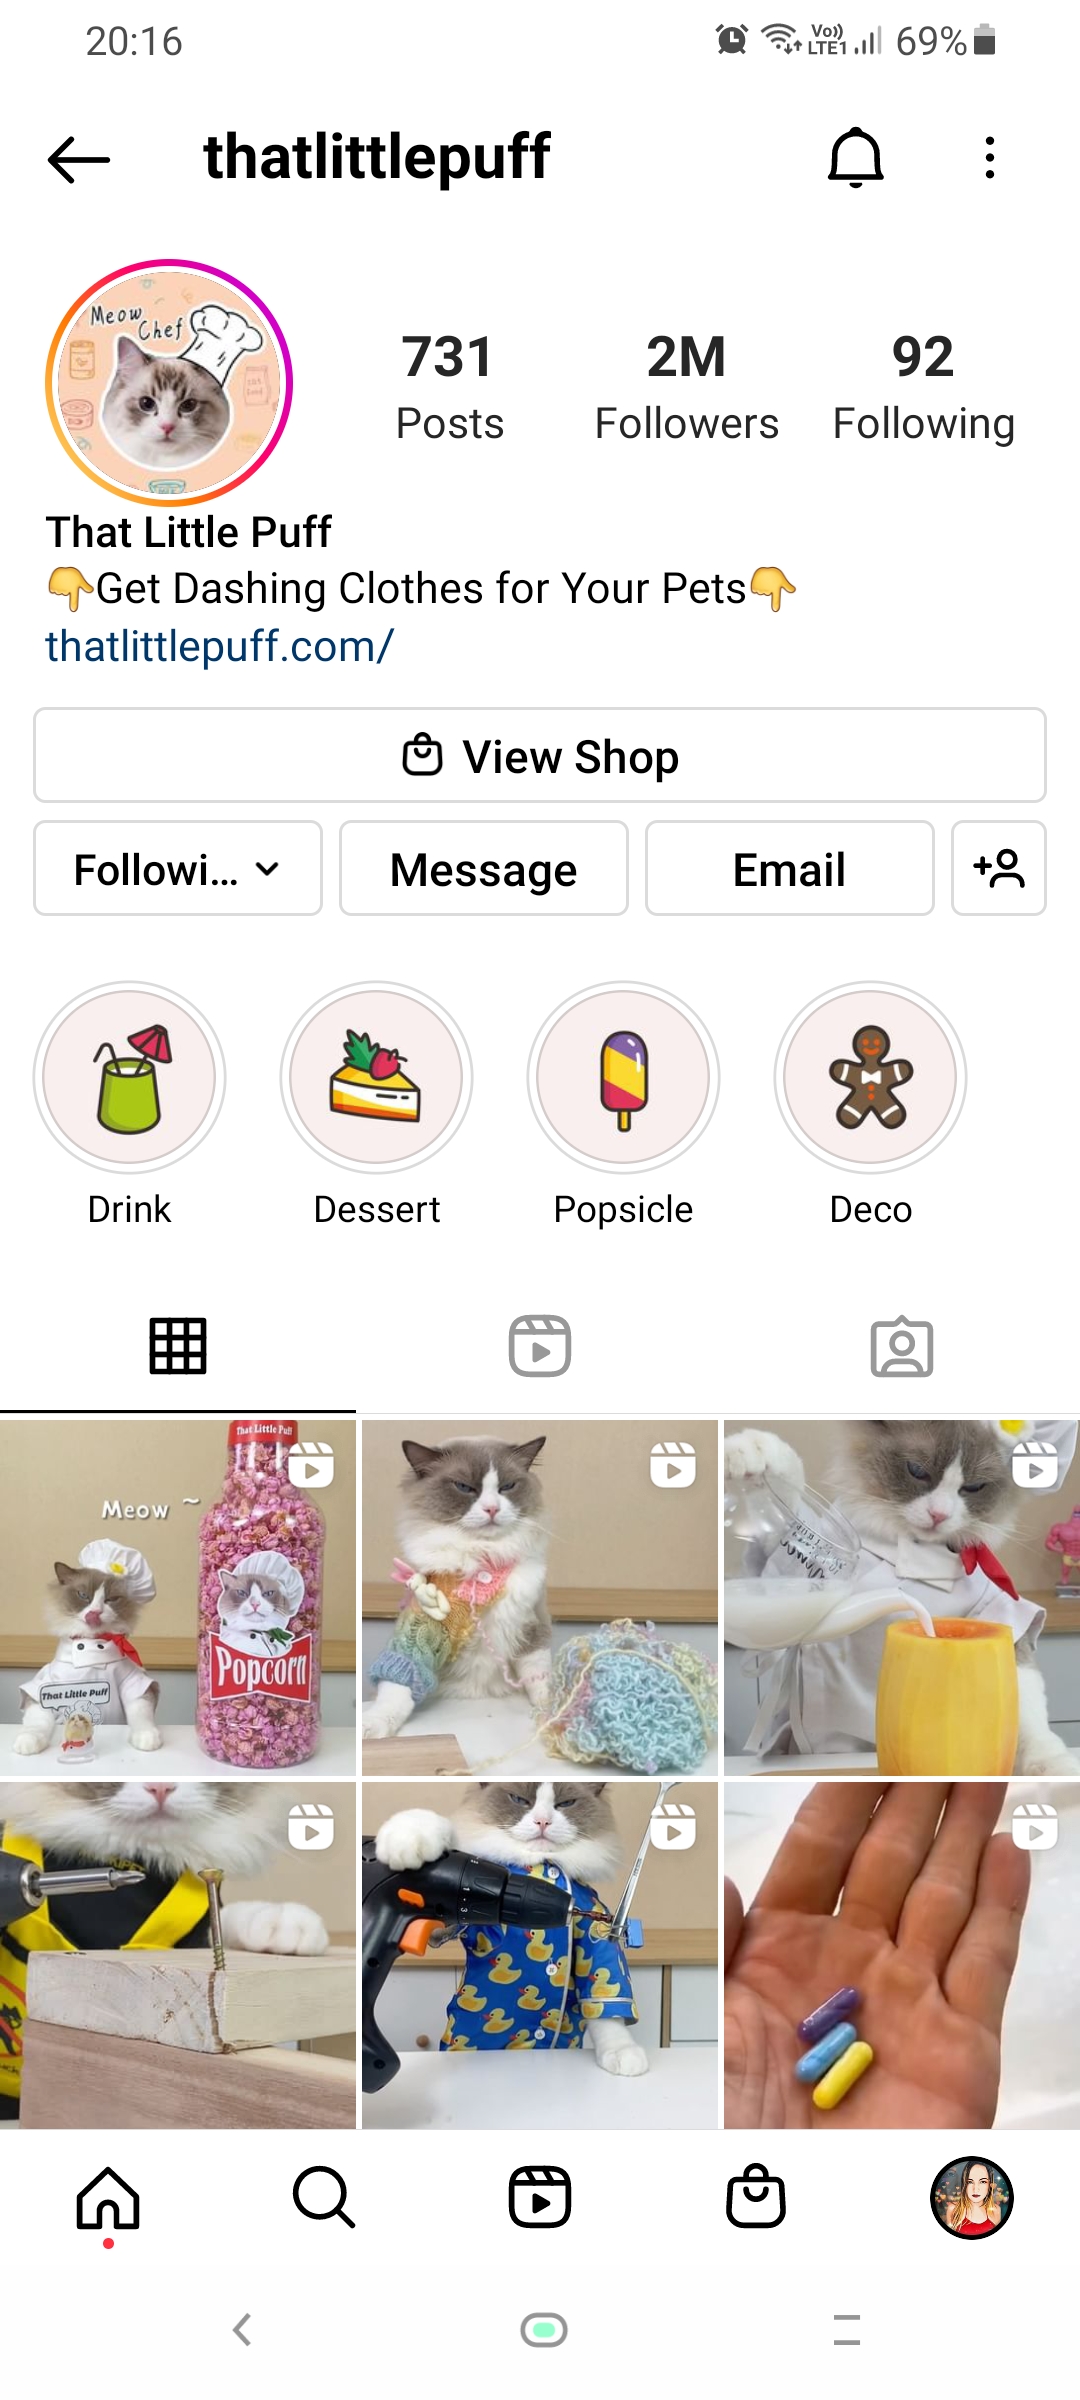 20:16
Vo)) LTE1 69%
thatlittlepuff
Meow Chef
731 2M 92
Posts Followers Following
That Little Puff
👇Get Dashing Clothes for Your Pets👇
thatlittlepuff.com/
View Shop
Followi... Message Email
Drink Dessert Popsicle Deco
That Little Puff
Meow ~
Popcorn
That Little Puff